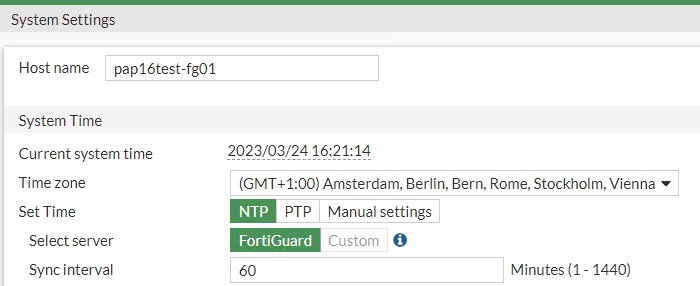 System Settings
Host name pap16test-fg01
System Time
Current system time 2023/03/24 16:21:14
Time zone (GMT+1:00) Amsterdam, Berlin, Bern, Rome, Stockholm, Vienna
Set Time NTP PTP Manual settings
Select server FortiGuard Custom
Sync interval 60 Minutes (1 - 1440)